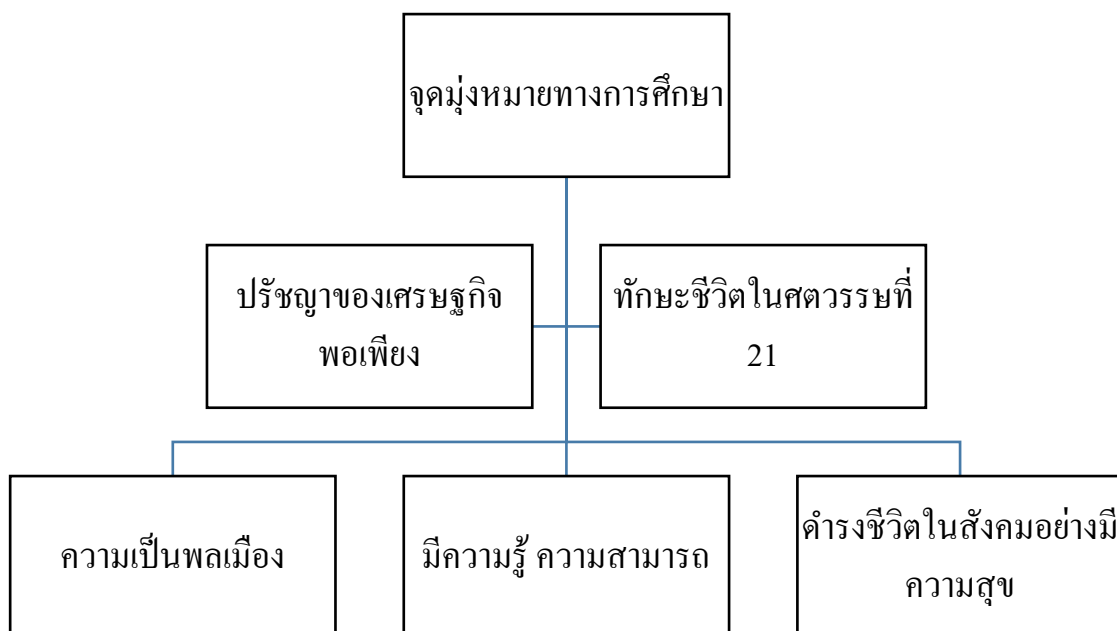 จุดมุ่งหมายทางการศึกษา
ปรัชญาของเศรษฐกิจ
พอเพียง
ทักษะชีวิตในศตวรรษที่
21
ความเป็นพลเมือง
มีความรู้ ความสามารถ
ดำรงชีวิตในสังคมอย่างมี
ความสุข